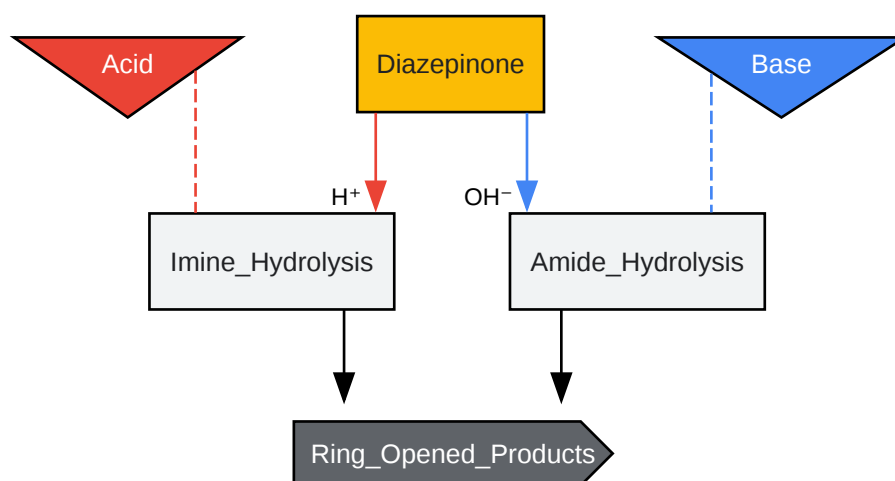 Acid
Diazepinone
Base
H⁺
OH⁻
Imine_Hydrolysis
Amide_Hydrolysis
Ring_Opened_Products